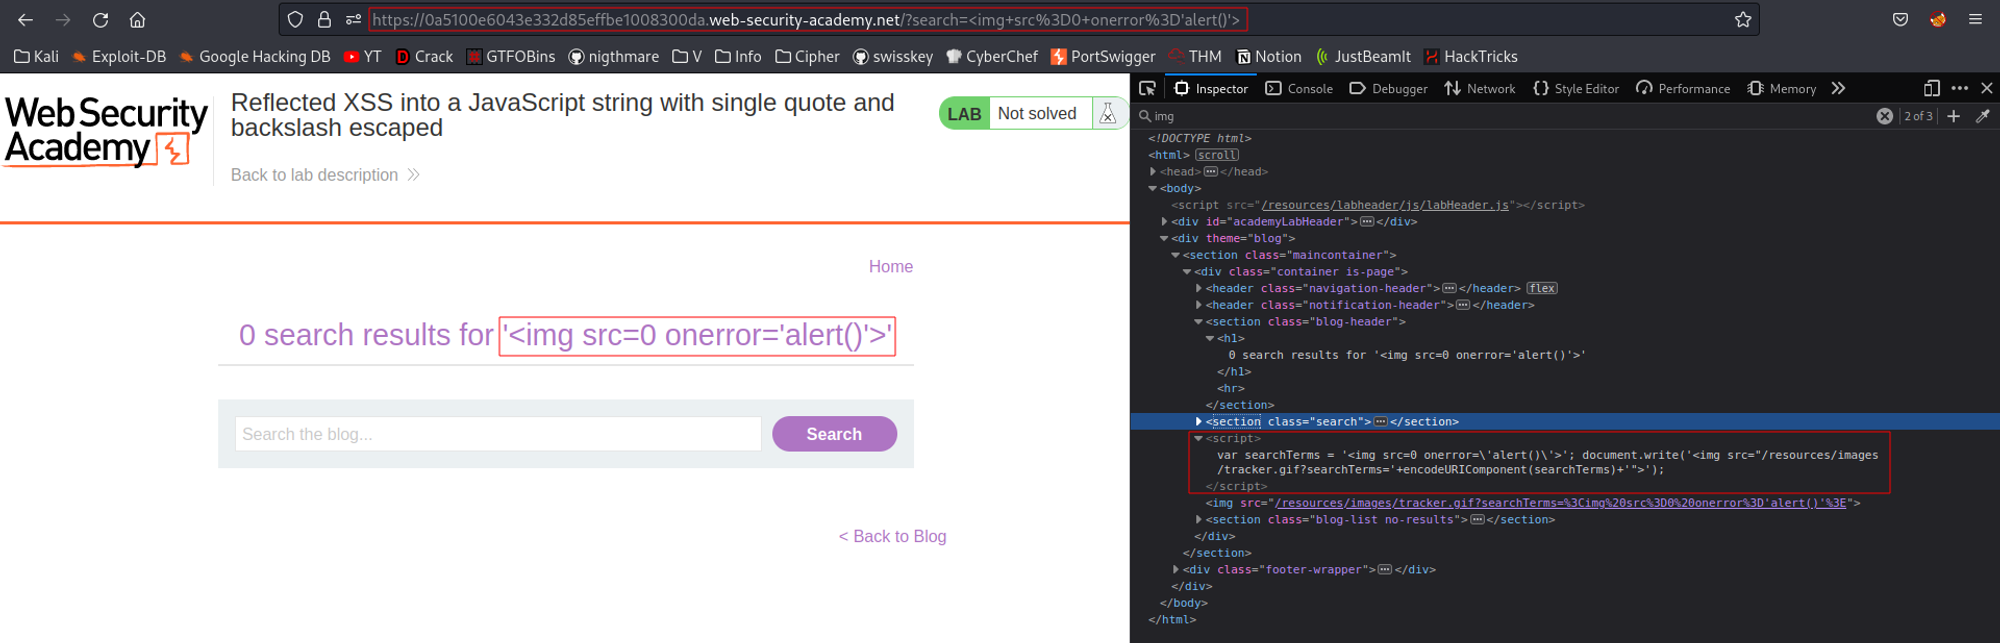 https://0a5100e6043e332d85effbe1008300da.web-security-academy.net/?search=<img+src%3D0+onerror%3D'alert()'>
Kali Exploit-DB Google Hacking DB YT Crack GTFOBins nigthmare V Info Cipher swisskey CyberChef PortSwigger THM Notion JustBeamIt HackTricks
Web Security
Academy
Reflected XSS into a JavaScript string with single quote and
backslash escaped
Back to lab description
LAB Not solved
Home
0 search results for '<img src=0 onerror='alert()'>'
Search the blog...
Search
< Back to Blog
Inspector Console Debugger Network Style Editor Performance Memory
img
2 of 3
<!DOCTYPE html>
<html> scroll
<head> ••• </head>
<body>
<script src="/resources/labheader/js/labHeader.js"></script>
<div id="academyLabHeader"> ••• </div>
<div theme="blog">
<section class="maincontainer">
<div class="container is-page">
<header class="navigation-header"> ••• </header> flex
<header class="notification-header"> ••• </header>
<section class="blog-header">
<h1>
0 search results for '<img src=0 onerror='alert()'>'
</h1>
<hr>
</section>
<section class="search"> ••• </section>
<script>
var searchTerms = '<img src=0 onerror=\'alert()\'>'; document.write('<img src="/resources/images
/tracker.gif?searchTerms='+encodeURIComponent(searchTerms)+'">');
</script>
<img src="/resources/images/tracker.gif?searchTerms=%3Cimg%20src%3D0%20onerror%3D'alert()'%3E">
<section class="blog-list no-results"> ••• </section>
</div>
</section>
<div class="footer-wrapper"> ••• </div>
</div>
</body>
</html>